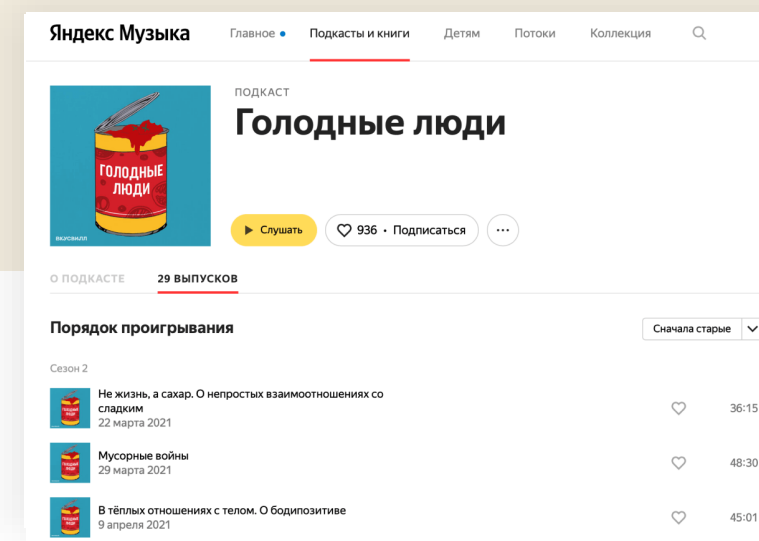 Яндекс Музыка
Главное
Подкасты и книги
Детям
Потоки
Коллекция
ПОДКАСТ
Голодные люди
ГОЛОДНЫЕ
ЛЮДИ
ВКУСВИЛЛ
Слушать
936 • Подписаться
О ПОДКАСТЕ
29 ВЫПУСКОВ
Порядок проигрывания
Сначала старые
Сезон 2
Не жизнь, а сахар. О непростых взаимоотношениях со
сладким
22 марта 2021
36:15
Мусорные войны
29 марта 2021
48:30
В тёплых отношениях с телом. О бодипозитиве
9 апреля 2021
45:01